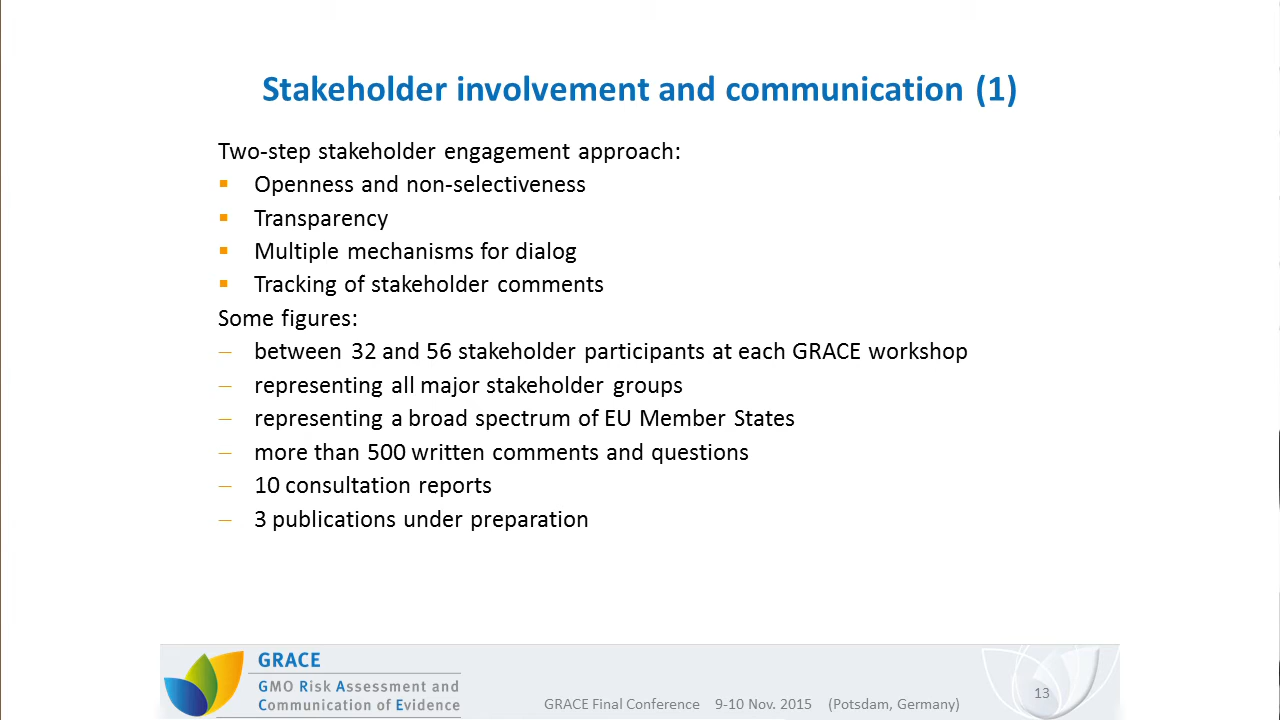 Stakeholder involvement and communication (1)
Two-step stakeholder engagement approach:
▪ Openness and non-selectiveness
▪ Transparency
▪ Multiple mechanisms for dialog
▪ Tracking of stakeholder comments
Some figures:
– between 32 and 56 stakeholder participants at each GRACE workshop
– representing all major stakeholder groups
– representing a broad spectrum of EU Member States
– more than 500 written comments and questions
– 10 consultation reports
– 3 publications under preparation
GRACE
GMO Risk Assessment and
Communication of Evidence
GRACE Final Conference 9-10 Nov. 2015 (Potsdam, Germany)
13